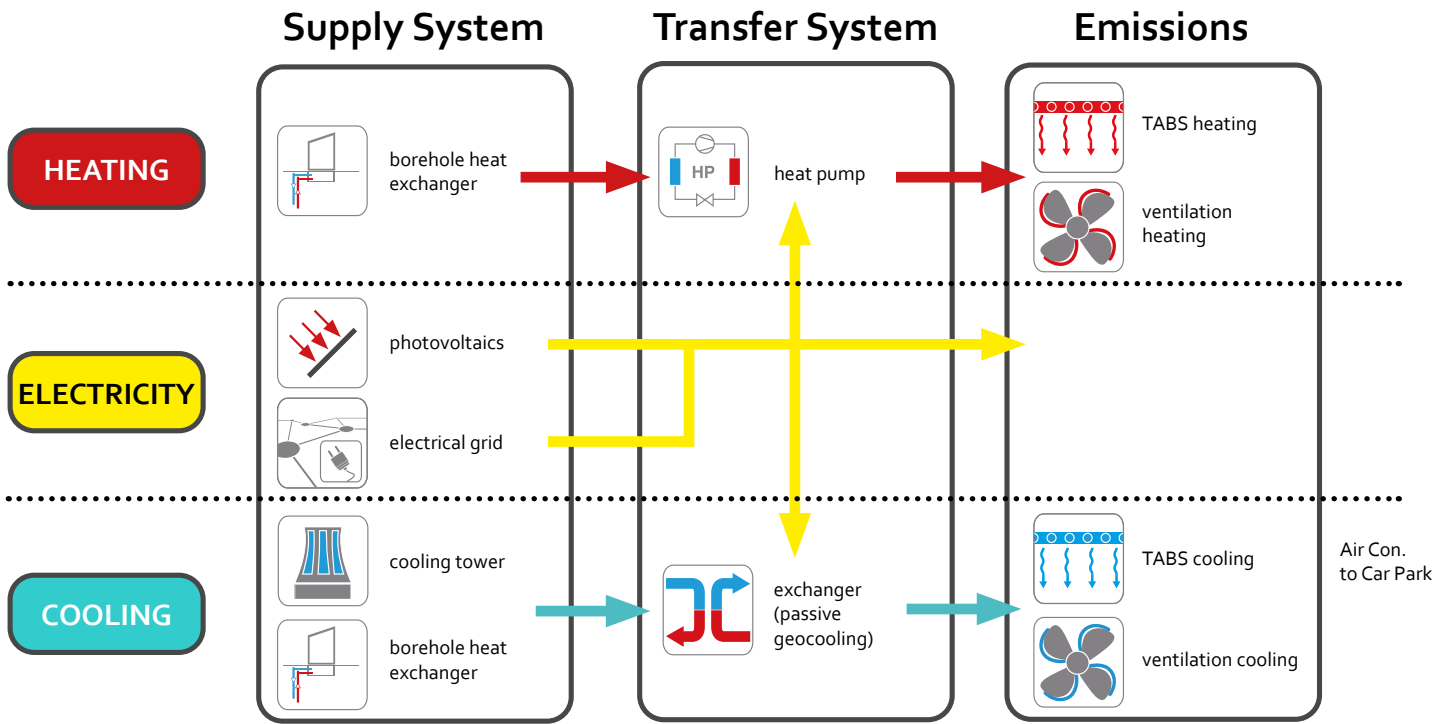 Supply System
Transfer System
Emissions
HEATING
borehole heat
exchanger
HP
heat pump
TABS heating
ventilation
heating
ELECTRICITY
photovoltaics
electrical grid
COOLING
cooling tower
borehole heat
exchanger
exchanger
(passive
geocooling)
TABS cooling
ventilation cooling
Air Con.
to Car Park